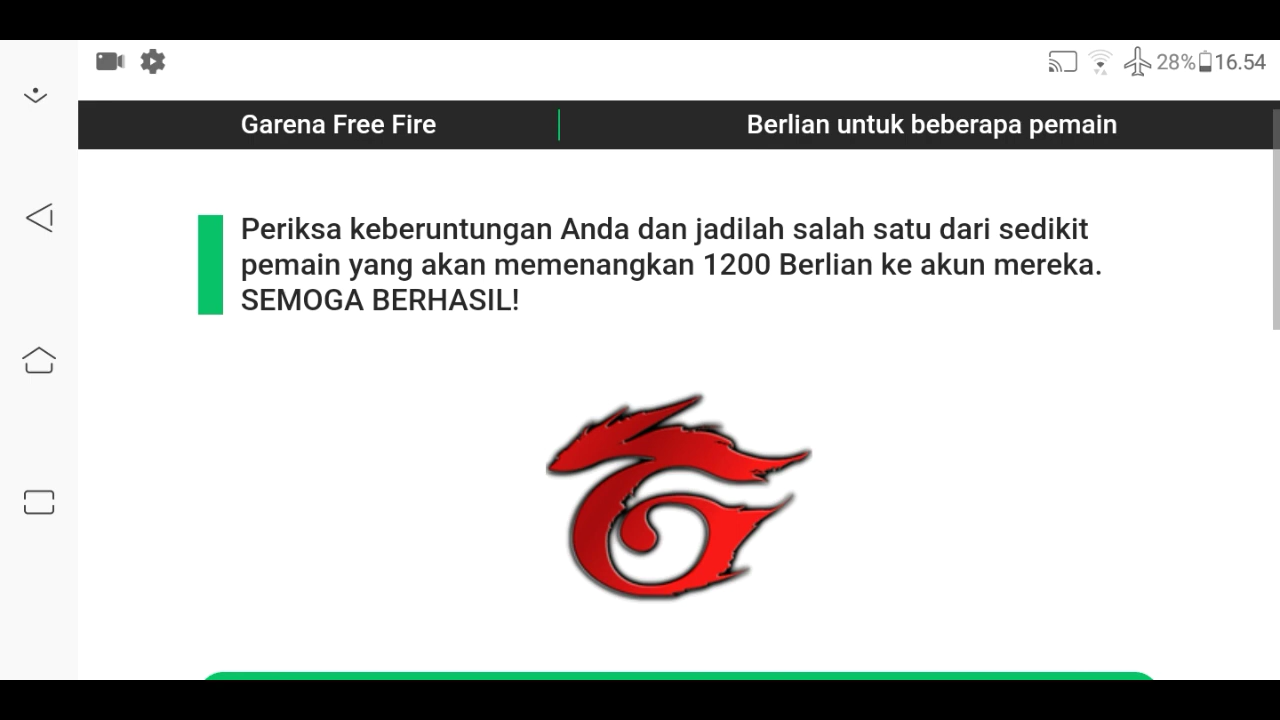 28% 16.54
Garena Free Fire
Berlian untuk beberapa pemain
Periksa keberuntungan Anda dan jadilah salah satu dari sedikit
pemain yang akan memenangkan 1200 Berlian ke akun mereka.
SEMOGA BERHASIL!